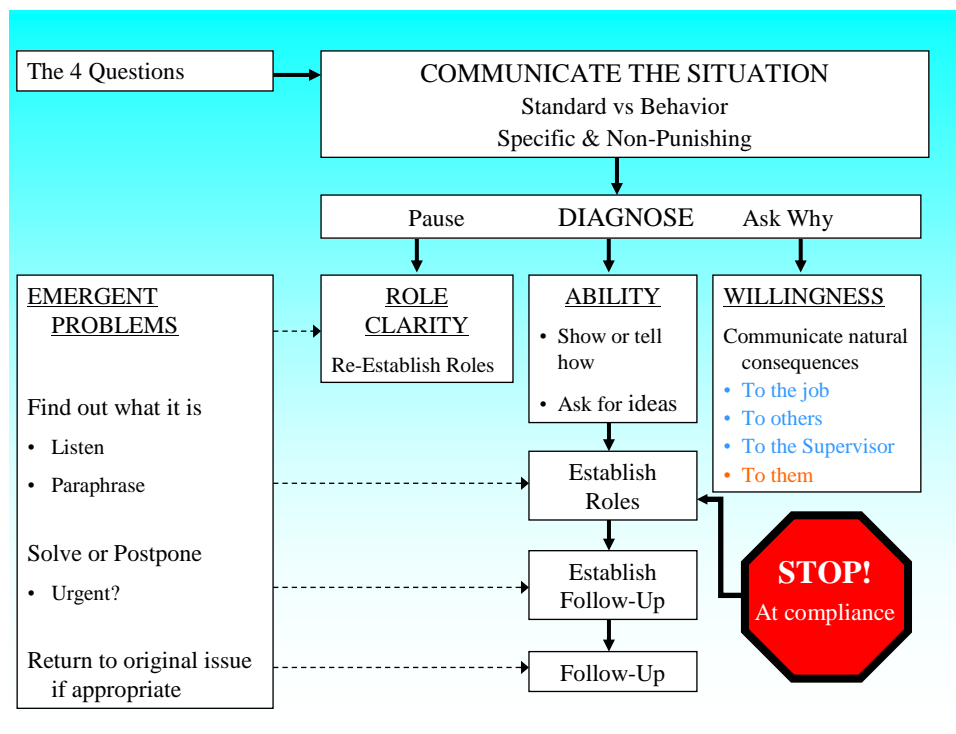 The 4 Questions
COMMUNICATE THE SITUATION
Standard vs Behavior
Specific & Non-Punishing
Pause DIAGNOSE Ask Why
EMERGENT
PROBLEMS
Find out what it is
• Listen
• Paraphrase
Solve or Postpone
• Urgent?
Return to original issue
if appropriate
ROLE
CLARITY
Re-Establish Roles
ABILITY
• Show or tell
how
• Ask for ideas
WILLINGNESS
Communicate natural
consequences
• To the job
• To others
• To the Supervisor
• To them
Establish
Roles
Establish
Follow-Up
Follow-Up
STOP!
At compliance